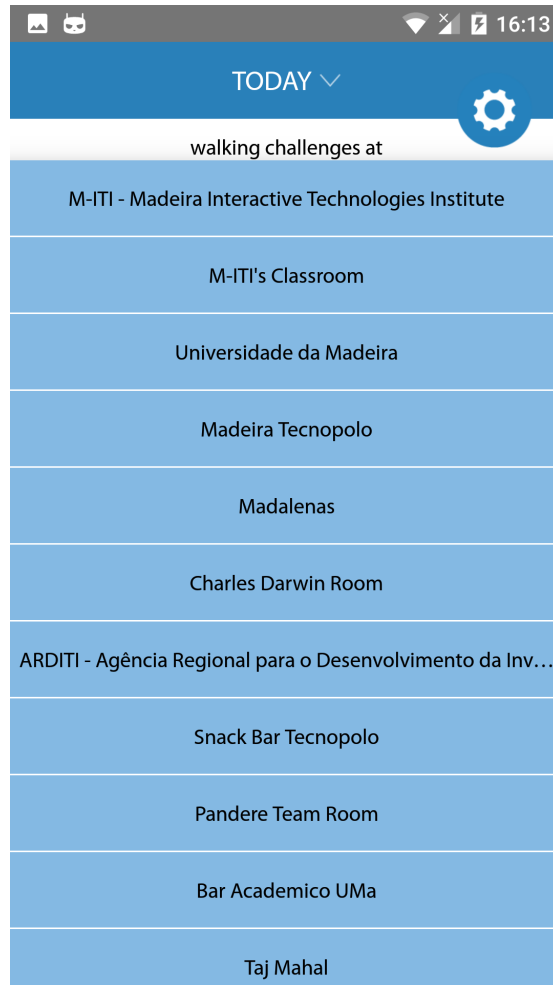 16:13
TODAY
walking challenges at
M-ITI - Madeira Interactive Technologies Institute
M-ITI's Classroom
Universidade da Madeira
Madeira Tecnopolo
Madalenas
Charles Darwin Room
ARDITI - Agência Regional para o Desenvolvimento da Inv...
Snack Bar Tecnopolo
Pandere Team Room
Bar Academico UMa
Taj Mahal